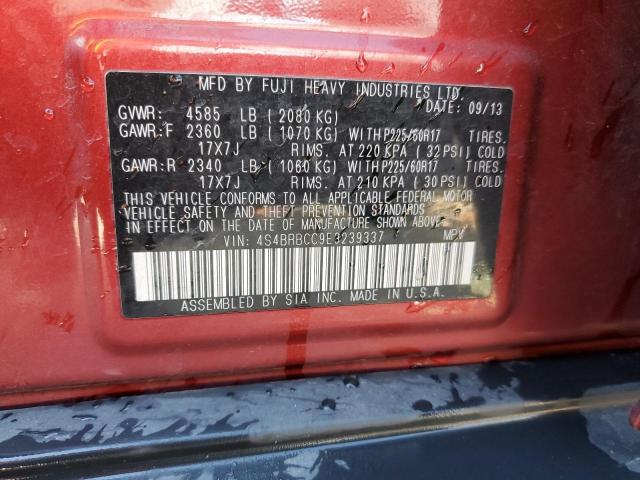 MFD BY FUJI HEAVY INDUSTRIES LTD.
DATE: 09/13
GVWR: 4585 LB (2080 KG)
GAWR:F 2360 LB (1070 KG) WITH P225/60R17 TIRES.
17X7J RIMS. AT 220 KPA (32 PSI) COLD
GAWR:R 2340 LB (1060 KG) WITH P225/60R17 TIRES.
17X7J RIMS. AT 210 KPA (30 PSI) COLD
THIS VEHICLE CONFORMS TO ALL APPLICABLE FEDERAL MOTOR
VEHICLE SAFETY AND THEFT PREVENTION STANDARDS
IN EFFECT ON THE DATE OF MANUFACTURE SHOWN ABOVE.
VIN: 4S4BRBCC9E3239337 MPV
ASSEMBLED BY SIA INC. MADE IN U.S.A.